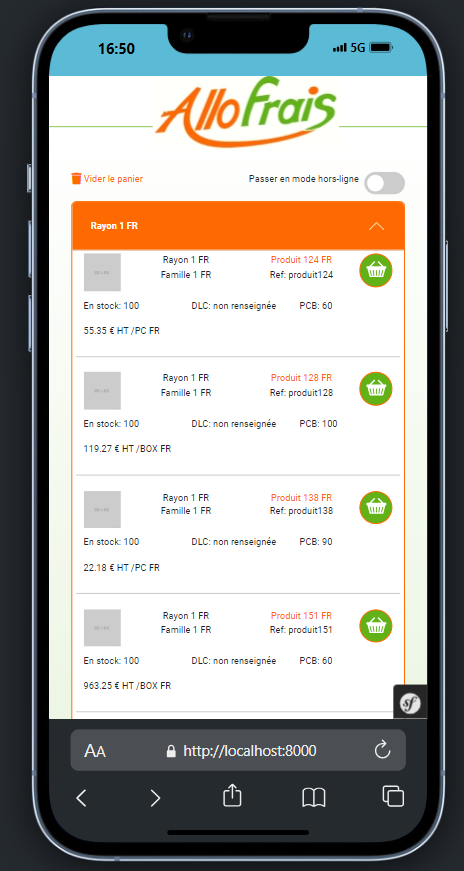 16:50
5G
AlloFrais
Vider le panier
Passer en mode hors-ligne
Rayon 1 FR
Rayon 1 FR
Produit 124 FR
Famille 1 FR
Ref: produit124
En stock: 100
DLC: non renseignée
PCB: 60
55.35 € HT /PC FR
Rayon 1 FR
Produit 128 FR
Famille 1 FR
Ref: produit128
En stock: 100
DLC: non renseignée
PCB: 100
119.27 € HT /BOX FR
Rayon 1 FR
Produit 138 FR
Famille 1 FR
Ref: produit138
En stock: 100
DLC: non renseignée
PCB: 90
22.18 € HT /PC FR
Rayon 1 FR
Produit 151 FR
Famille 1 FR
Ref: produit151
En stock: 100
DLC: non renseignée
PCB: 60
963.25 € HT /BOX FR
sf
AA
http://localhost:8000